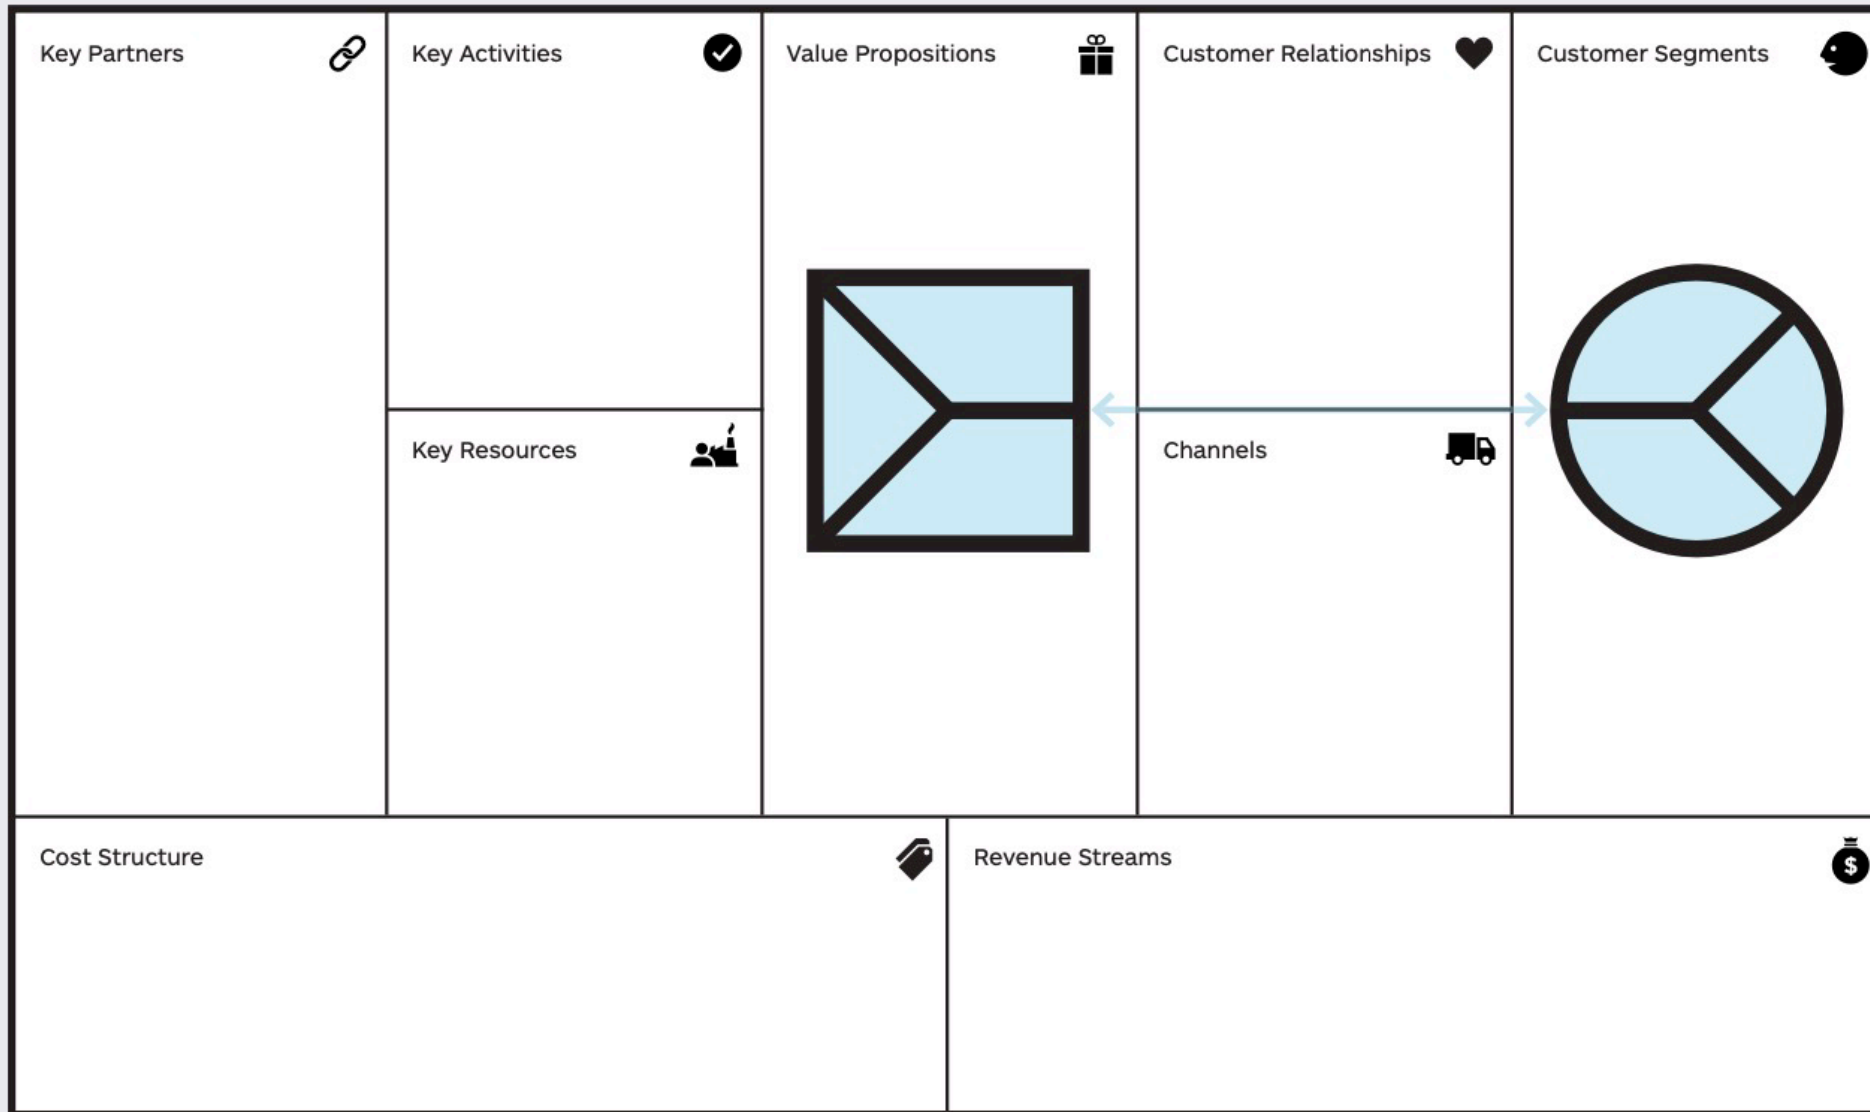 Key Partners
Key Activities
Value Propositions
Customer Relationships
Customer Segments
Key Resources
Channels
Cost Structure
Revenue Streams
$